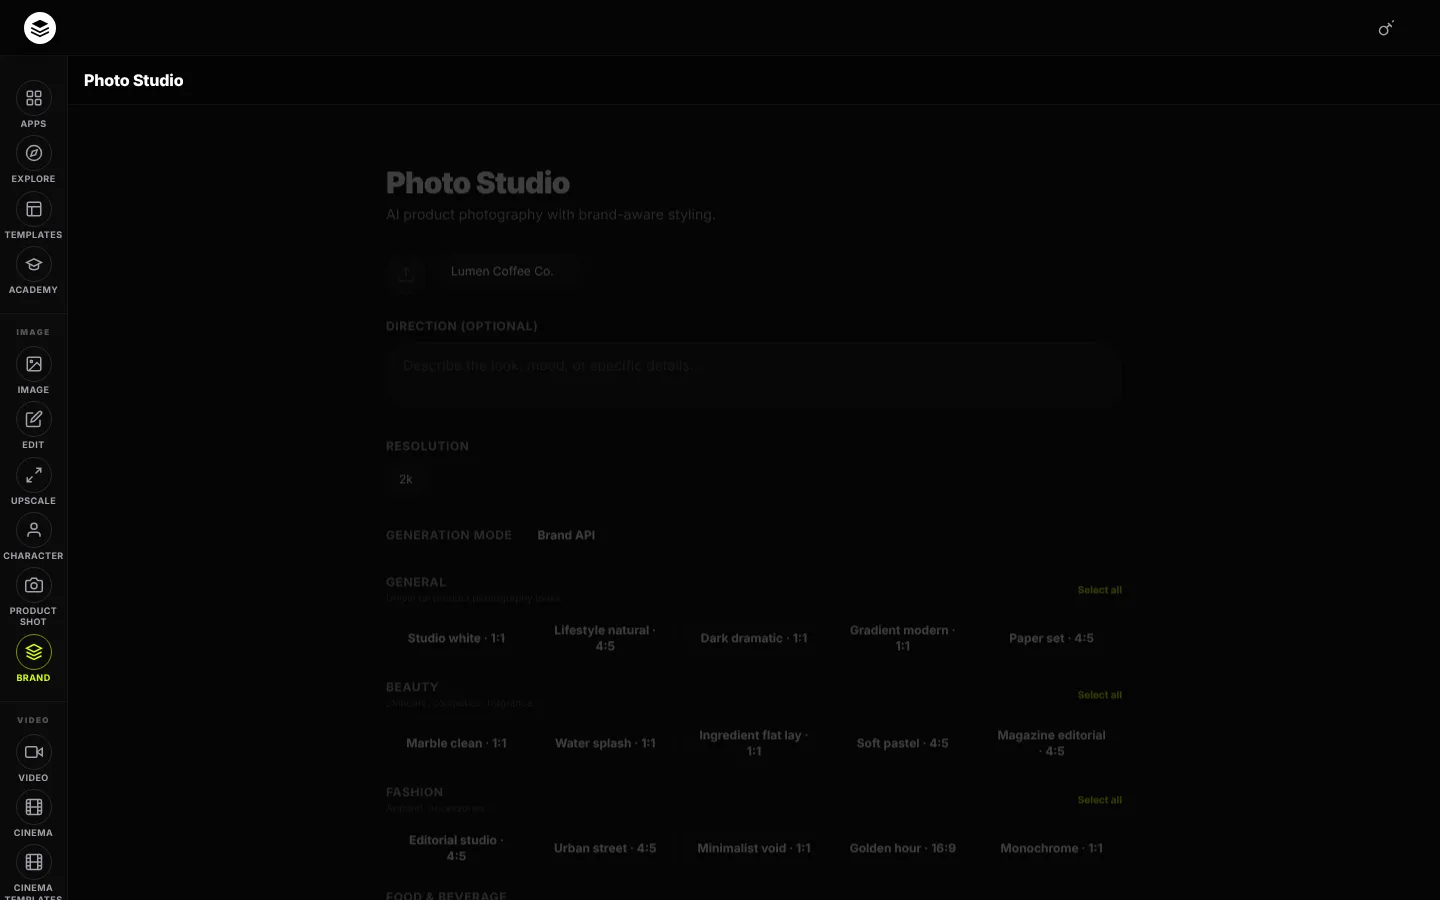 Photo Studio
APPS
EXPLORE
TEMPLATES
ACADEMY
IMAGE
IMAGE
EDIT
UPSCALE
CHARACTER
PRODUCT
SHOT
BRAND
VIDEO
VIDEO
CINEMA
CINEMA
TEMPLATES
Photo Studio
AI product photography with brand-aware styling.
Lumen Coffee Co.
DIRECTION (OPTIONAL)
Describe the look, mood, or specific details...
RESOLUTION
2k
GENERATION MODE Brand API
GENERAL
Select all
Studio white · 1:1
Lifestyle natural ·
4:5
Dark dramatic · 1:1
Gradient modern ·
1:1
Paper set · 4:5
BEAUTY
Select all
Marble clean · 1:1
Water splash · 1:1
Ingredient flat lay ·
1:1
Soft pastel · 4:5
Magazine editorial
· 4:5
FASHION
Select all
Editorial studio ·
4:5
Urban street · 4:5
Minimalist void · 1:1
Golden hour · 16:9
Monochrome · 1:1
FOOD & BEVERAGE